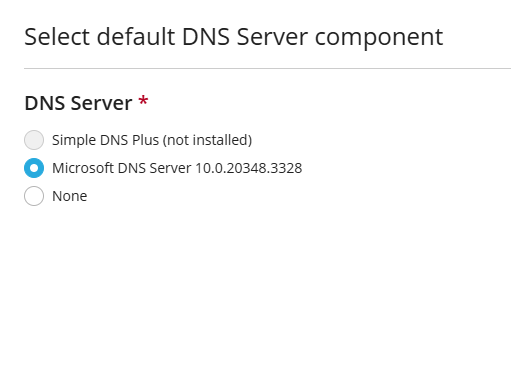 Select default DNS Server component
DNS Server *
Simple DNS Plus (not installed)
Microsoft DNS Server 10.0.20348.3328
None